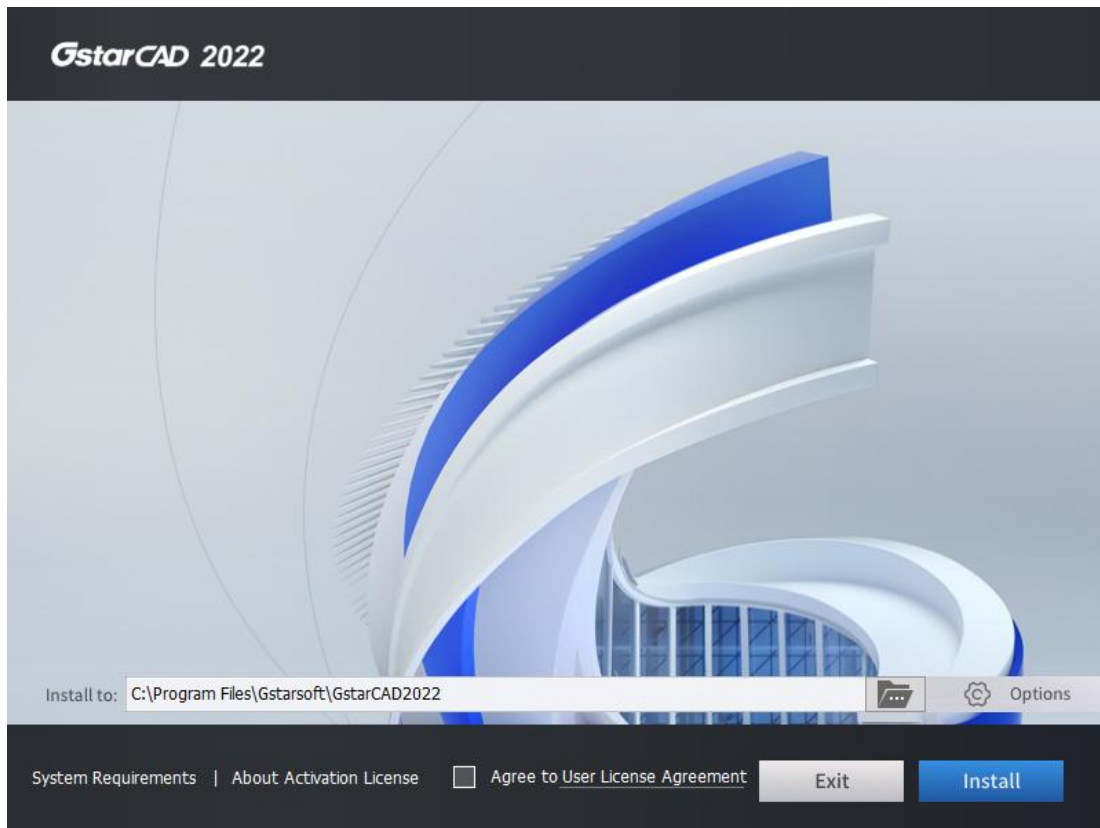 GstarCAD 2022
Install to: C:\Program Files\Gstarsoft\GstarCAD2022 Options
System Requirements | About Activation License Agree to User License Agreement Exit Install